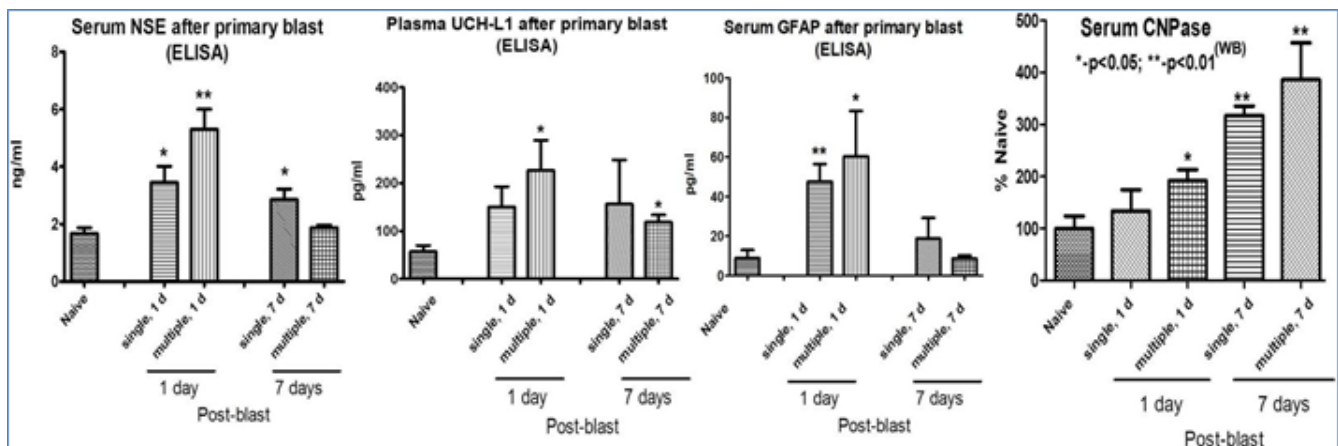 Serum NSE after primary blast
(ELISA)
ng/ml
8
6
4
2
0
Naive
single, 1 d
multiple, 1 d
single, 7 d
multiple, 7 d
*
**
*
1 day
7 days
Post-blast
Plasma UCH-L1 after primary blast
(ELISA)
pg/ml
400
300
200
100
0
Naive
single, 1 d
multiple, 1 d
single, 7 d
multiple, 7 d
*
*
1 day
7 days
Post-blast
Serum GFAP after primary blast
(ELISA)
pg/ml
100
80
60
40
20
0
Naive
single, 1 d
multiple, 1 d
single, 7 d
multiple, 7 d
**
*
1 day
7 days
Post-blast
Serum CNPase
*-p<0.05; **-p<0.01(WB)
% Naive
500
400
300
200
100
0
Naive
single, 1 d
multiple, 1 d
single, 7 d
multiple, 7 d
*
**
**
1 day
7 days
Post-blast